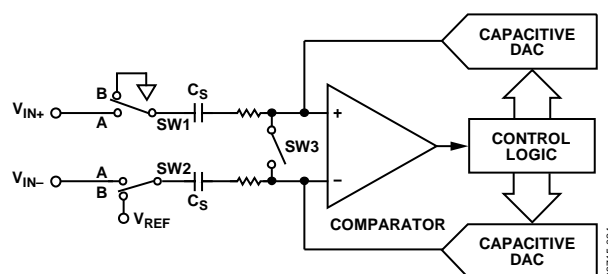 CAPACITIVE
DAC
B
CS
VIN+
A
SW1
+
SW3
CONTROL
LOGIC
VIN–
A
SW2
–
B
CS
VREF
COMPARATOR
CAPACITIVE
DAC